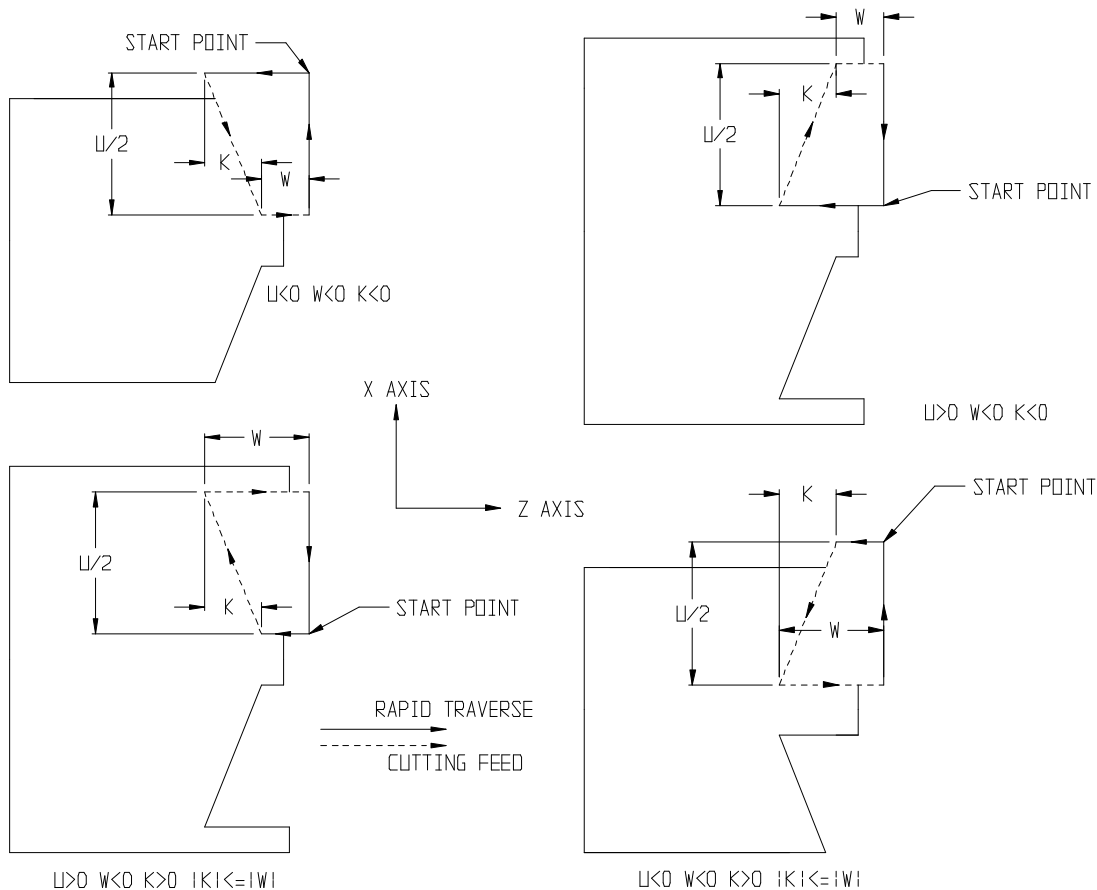 START POINT
U/2
K
W
U<0 W<0 K<0
W
K
U/2
START POINT
U>0 W<0 K<0
X AXIS
Z AXIS
W
U/2
K
START POINT
RAPID TRAVERSE
CUTTING FEED
U>0 W<0 K>0 |K|<=|W|
K
START POINT
U/2
W
U<0 W<0 K>0 |K|<=|W|